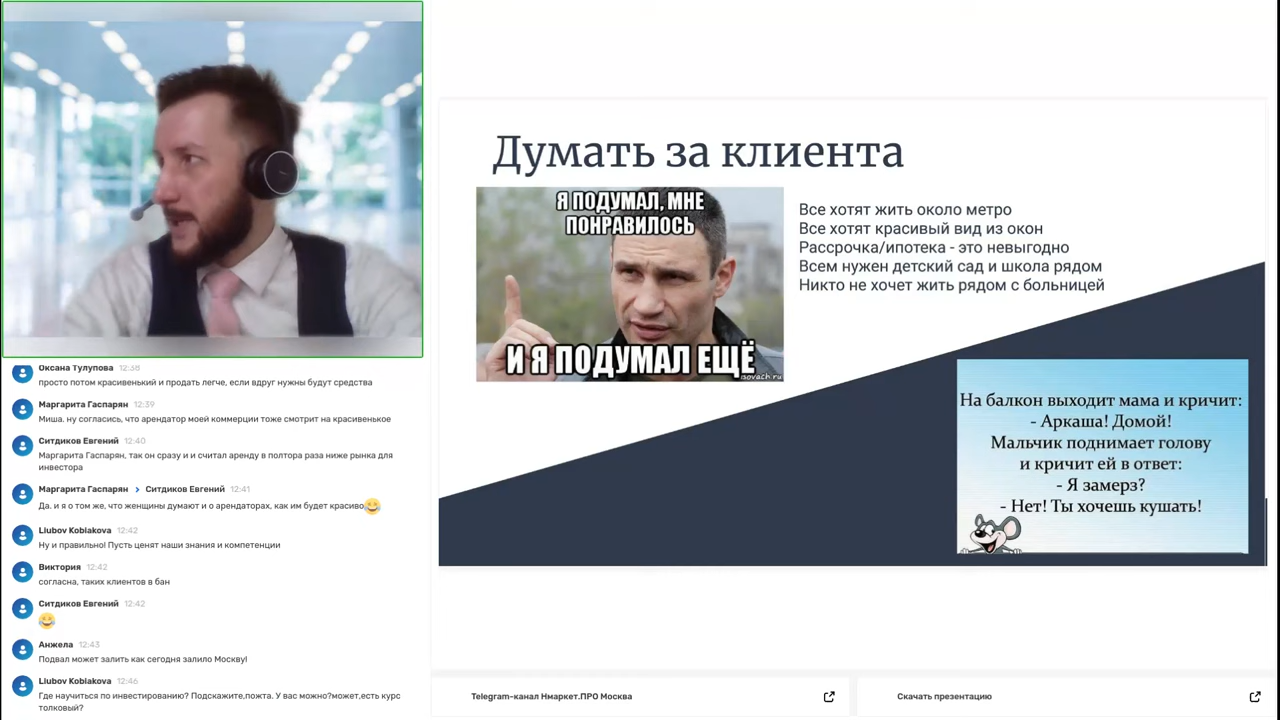 Думать за клиента
Я ПОДУМАЛ, МНЕ
ПОНРАВИЛОСЬ
И Я ПОДУМАЛ ЕЩЁ
isovach.ru
Все хотят жить около метро
Все хотят красивый вид из окон
Рассрочка/ипотека - это невыгодно
Всем нужен детский сад и школа рядом
Никто не хочет жить рядом с больницей
На балкон выходит мама и кричит:
- Аркаша! Домой!
Мальчик поднимает голову
и кричит ей в ответ:
- Я замерз?
- Нет! Ты хочешь кушать!
Оксана Тулупова 12:38
просто потом красивенький и продать легче, если вдруг нужны будут средства
Маргарита Гаспарян 12:39
Миша. ну согласись, что арендатор моей коммерции тоже смотрит на красивенькое
Ситдиков Евгений 12:40
Маргарита Гаспарян, так он сразу и и считал аренду в полтора раза ниже рынка для
инвестора
Маргарита Гаспарян > Ситдиков Евгений 12:41
Да. и я о том же, что женщины думают и о арендаторах, как им будет красиво😂
Liubov Kobiakova 12:42
Ну и правильно! Пусть ценят наши знания и компетенции
Виктория 12:42
согласна, таких клиентов в бан
Ситдиков Евгений 12:42
😂
Анжела 12:43
Подвал может залить как сегодня залило Москву!
Liubov Kobiakova 12:46
Где научиться по инвестированию? Подскажите,пожта. У вас можно?может,есть курс
толковый?
Telegram-канал Нмаркет.ПРО Москва
Скачать презентацию